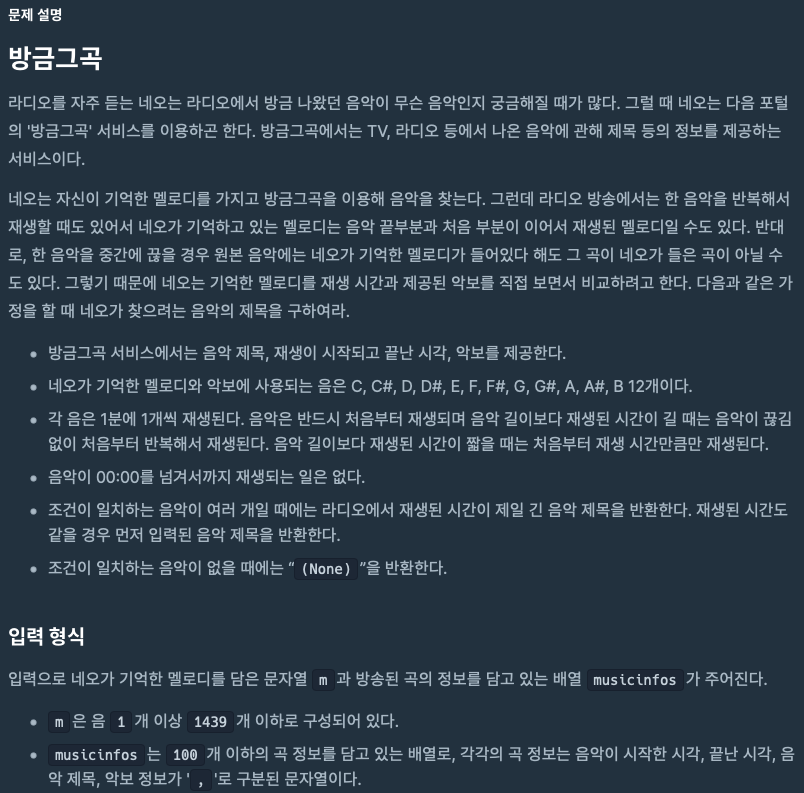 문제 설명
방금그곡
라디오를 자주 듣는 네오는 라디오에서 방금 나왔던 음악이 무슨 음악인지 궁금해질 때가 많다. 그럴 때 네오는 다음 포털
의 '방금그곡' 서비스를 이용하곤 한다. 방금그곡에서는 TV, 라디오 등에서 나온 음악에 관해 제목 등의 정보를 제공하는
서비스이다.
네오는 자신이 기억한 멜로디를 가지고 방금그곡을 이용해 음악을 찾는다. 그런데 라디오 방송에서는 한 음악을 반복해서
재생할 때도 있어서 네오가 기억하고 있는 멜로디는 음악 끝부분과 처음 부분이 이어서 재생된 멜로디일 수도 있다. 반대
로, 한 음악을 중간에 끊을 경우 원본 음악에는 네오가 기억한 멜로디가 들어있다 해도 그 곡이 네오가 들은 곡이 아닐 수
도 있다. 그렇기 때문에 네오는 기억한 멜로디를 재생 시간과 제공된 악보를 직접 보면서 비교하려고 한다. 다음과 같은 가
정을 할 때 네오가 찾으려는 음악의 제목을 구하여라.
• 방금그곡 서비스에서는 음악 제목, 재생이 시작되고 끝난 시각, 악보를 제공한다.
• 네오가 기억한 멜로디와 악보에 사용되는 음은 C, C#, D, D#, E, F, F#, G, G#, A, A#, B 12개이다.
• 각 음은 1분에 1개씩 재생된다. 음악은 반드시 처음부터 재생되며 음악 길이보다 재생된 시간이 길 때는 음악이 끊김
없이 처음부터 반복해서 재생된다. 음악 길이보다 재생된 시간이 짧을 때는 처음부터 재생 시간만큼만 재생된다.
• 음악이 00:00를 넘겨서까지 재생되는 일은 없다.
• 조건이 일치하는 음악이 여러 개일 때에는 라디오에서 재생된 시간이 제일 긴 음악 제목을 반환한다. 재생된 시간도
같을 경우 먼저 입력된 음악 제목을 반환한다.
• 조건이 일치하는 음악이 없을 때에는 “(None)”을 반환한다.
입력 형식
입력으로 네오가 기억한 멜로디를 담은 문자열 m과 방송된 곡의 정보를 담고 있는 배열 musicinfos가 주어진다.
• m은 음 1개 이상 1439개 이하로 구성되어 있다.
• musicinfos는 100개 이하의 곡 정보를 담고 있는 배열로, 각각의 곡 정보는 음악이 시작한 시각, 끝난 시각, 음
악 제목, 악보 정보가 ','로 구분된 문자열이다.